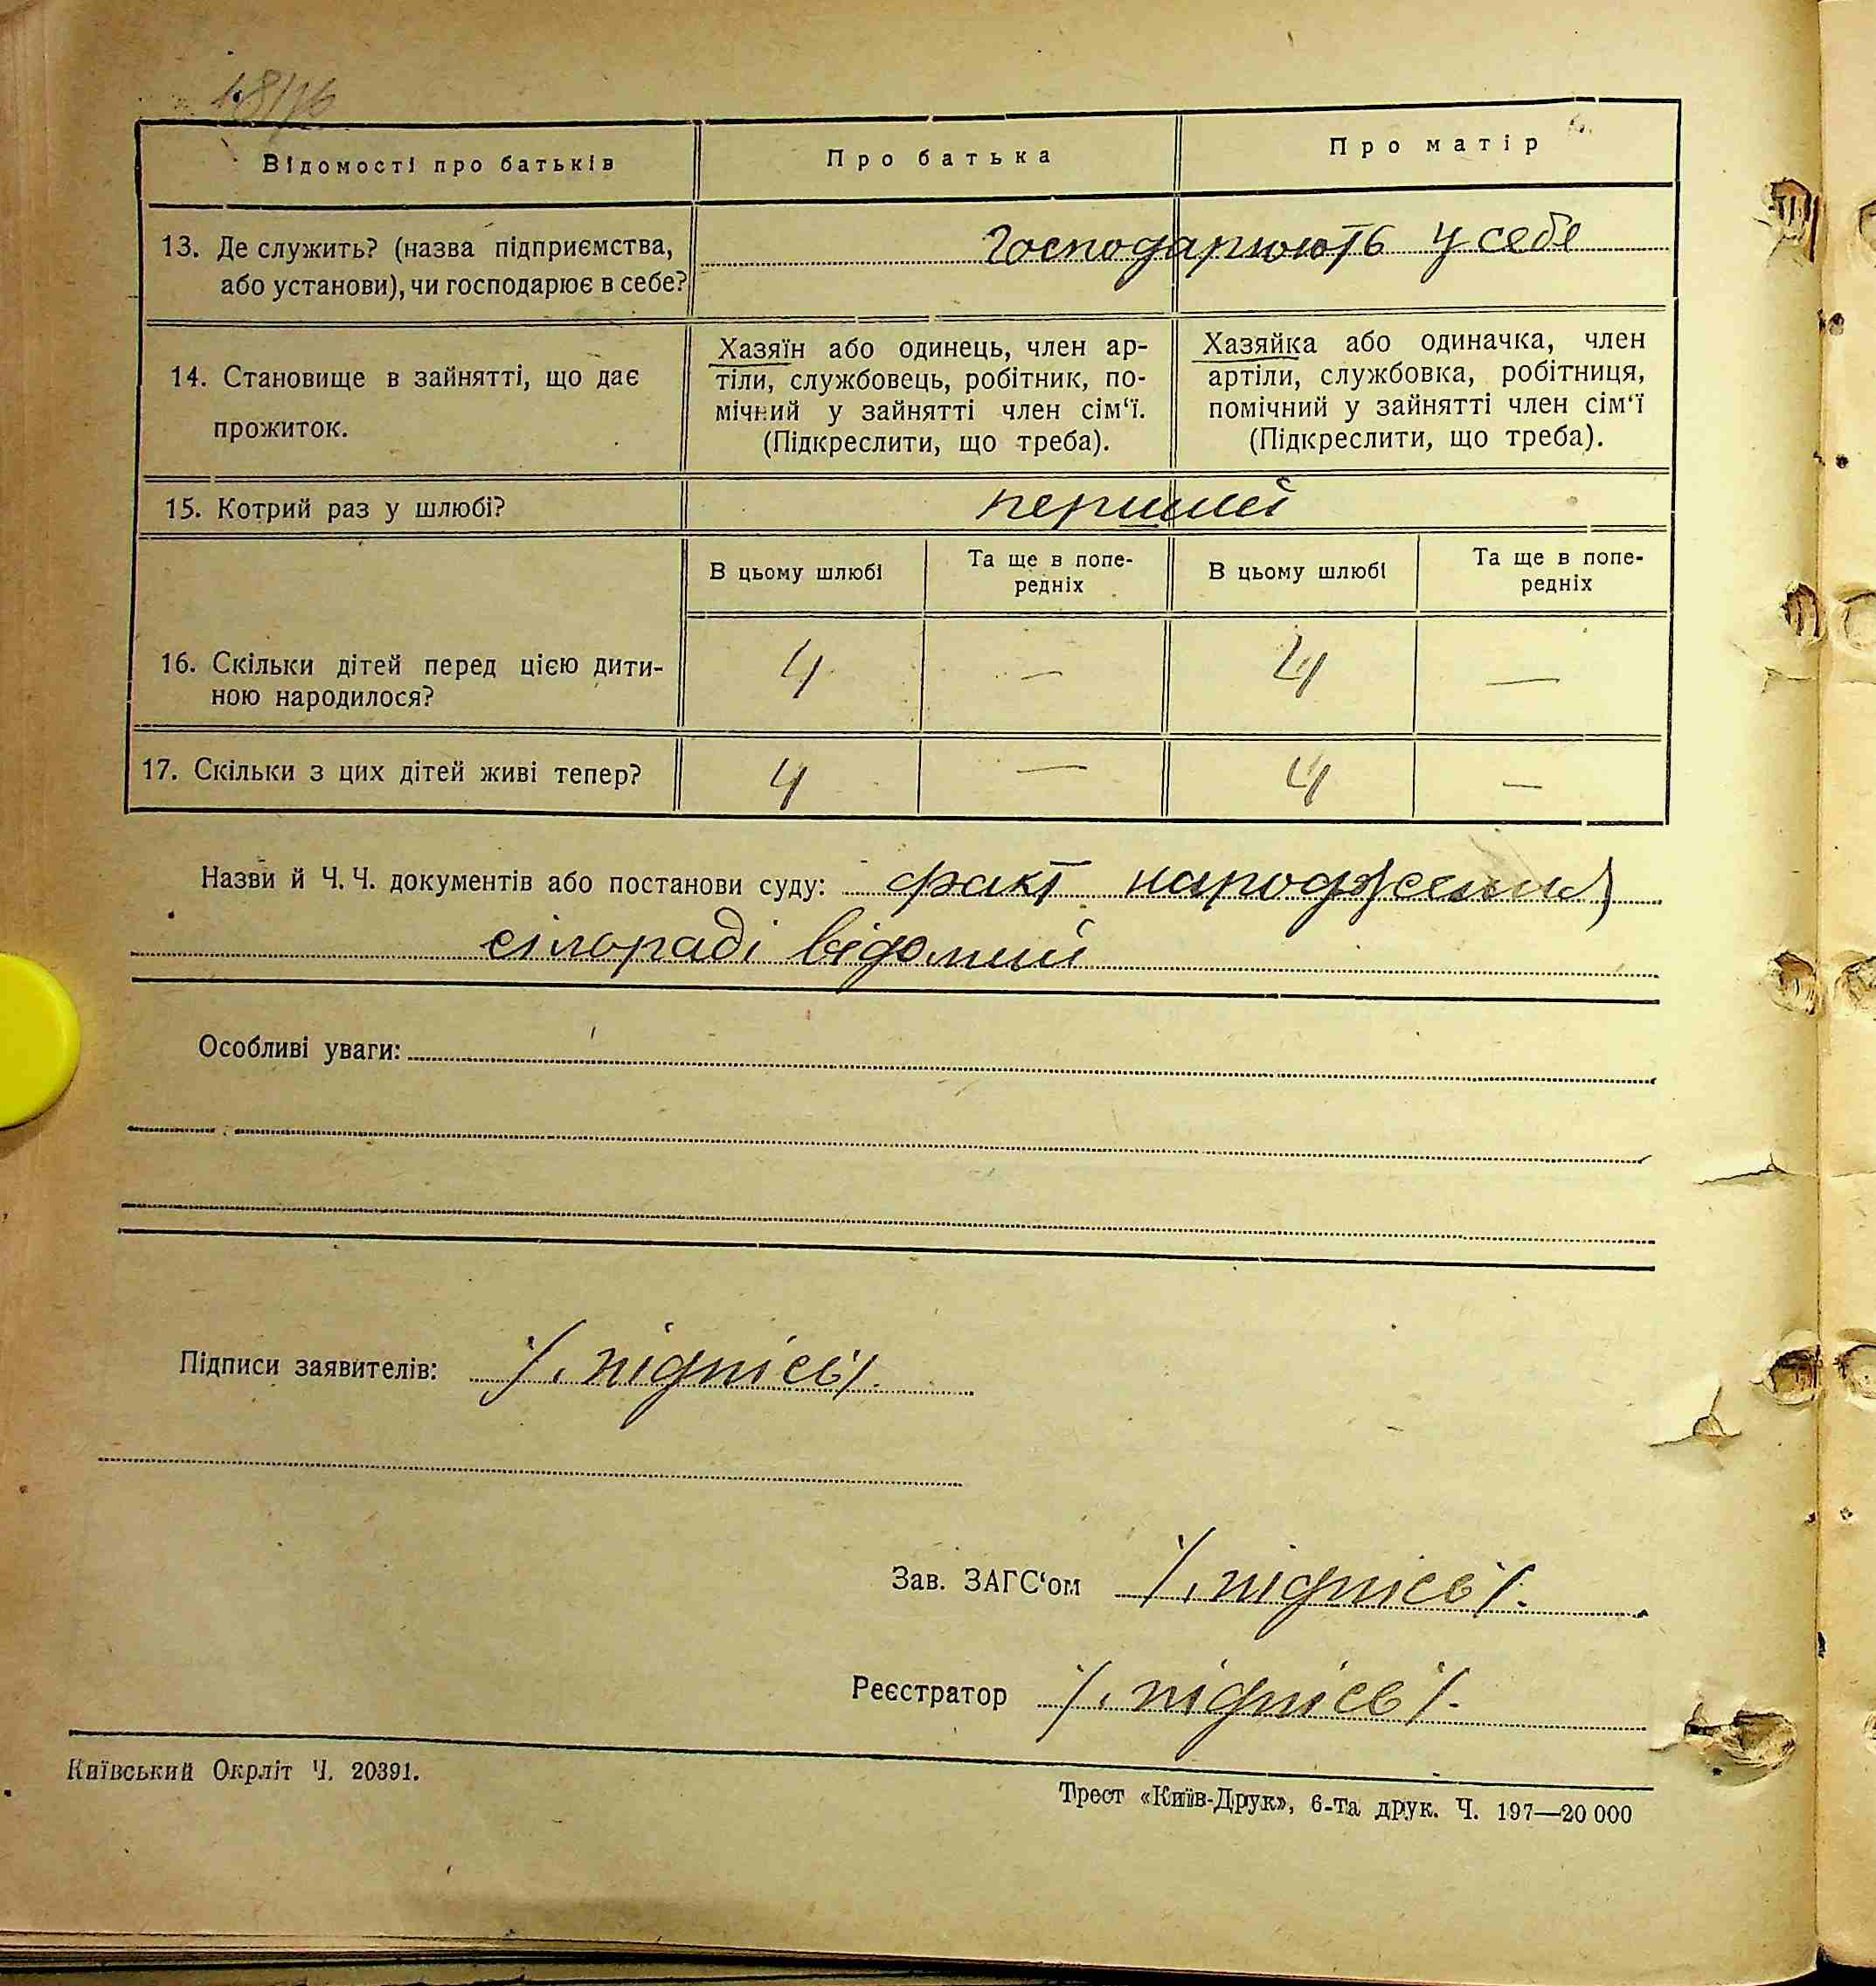 18/16
Відомості про батьків Про батька Про матір
13. Де служить? (назва підприємства, або установи), чи господарює в себе? господарюють у себе
14. Становище в зайнятті, що дає прожиток.
Хазяїн або одинець, член ар-
тіли, службовець, робітник, по-
мічний у зайнятті член сім‘ї.
(Підкреслити, що треба).
Хазяйка або одиначка, член
артіли, службовка, робітниця,
помічний у зайнятті член сім‘ї
(Підкреслити, що треба).
15. Котрий раз у шлюбі? перший
В цьому шлюбі Та ще в попе-
редніх В цьому шлюбі Та ще в попе-
редніх
16. Скільки дітей перед цією дити-
ною народилося? 4 — 4 —
17. Скільки з цих дітей живі тепер? 4 — 4 —
Назви й Ч. Ч. документів або постанови суду: факт народження
сілораді відомий
Особливі уваги:
Підписи заявителів: /. підпісь/.
Зав. ЗАГС‘ом /. підпісь/.
Реєстратор /. підпісь/.
Київський Окрліт Ч. 20391.
Трест «Київ-Друк», 6-та друк. Ч. 197—20 000